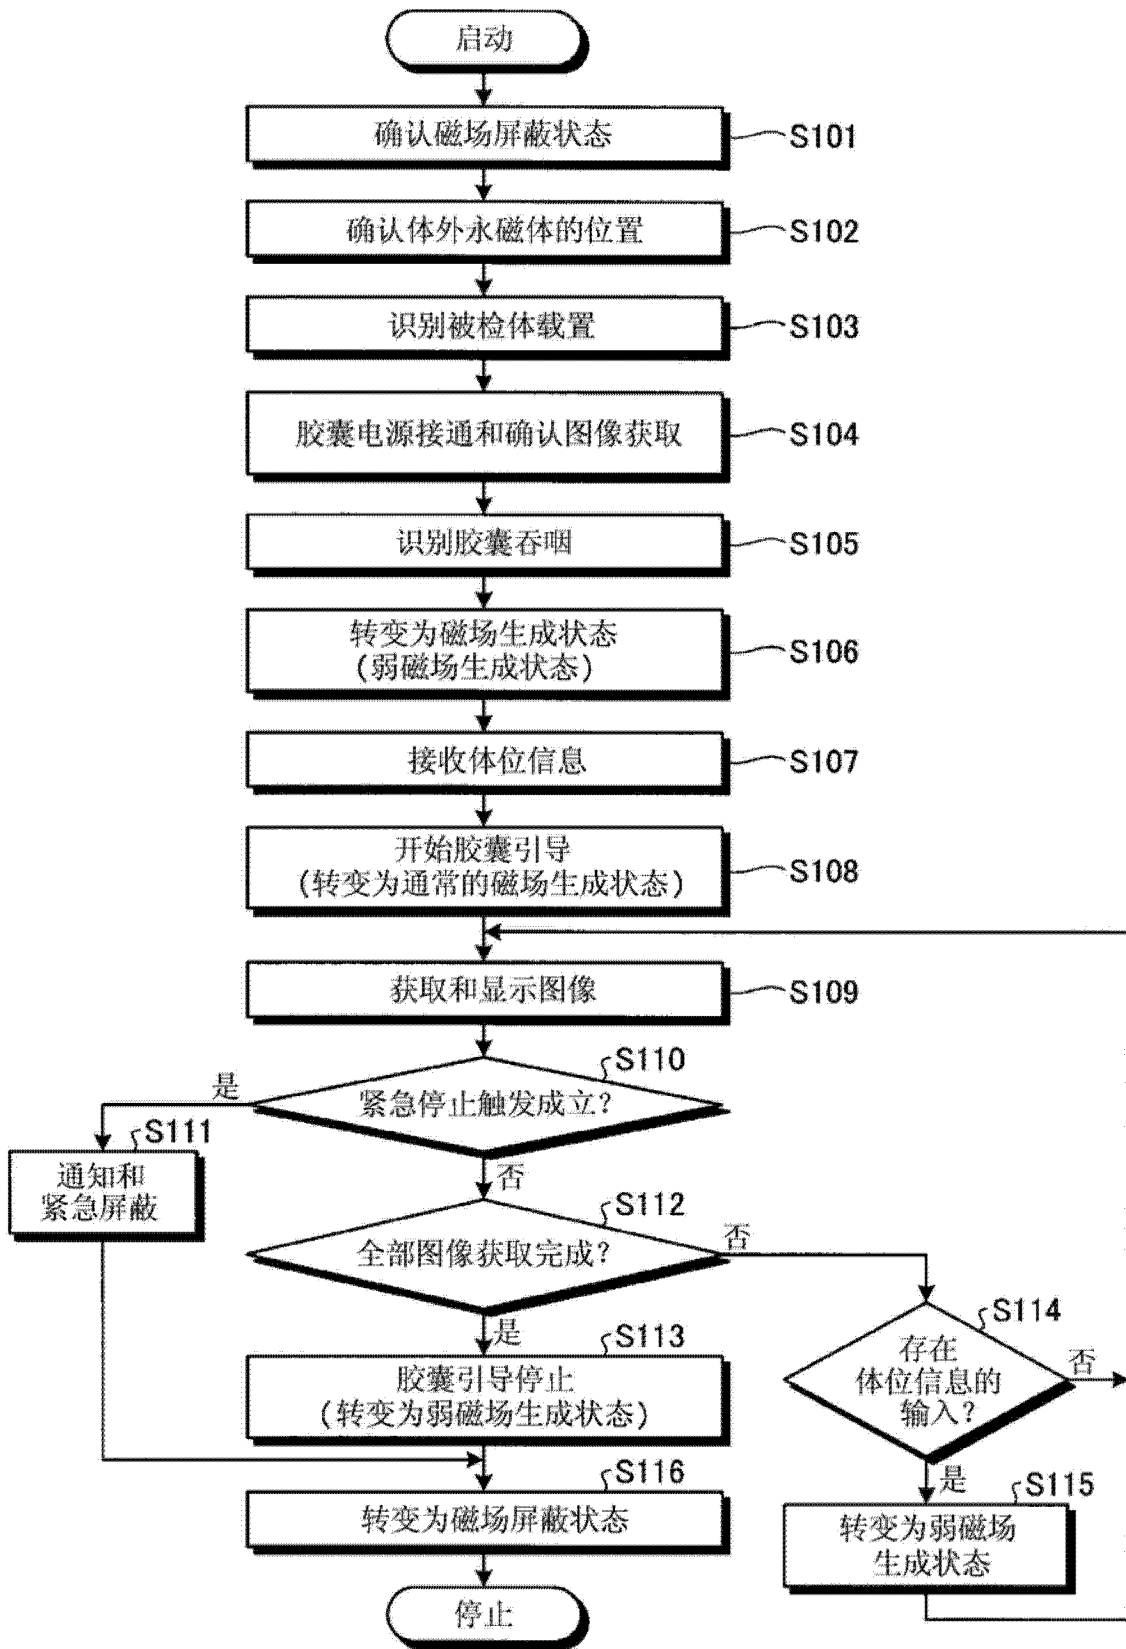 启动
确认磁场屏蔽状态
S101
确认体外永磁体的位置
S102
识别被检体载置
S103
胶囊电源接通和确认图像获取
S104
识别胶囊吞咽
S105
转变为磁场生成状态
(弱磁场生成状态)
S106
接收体位信息
S107
开始胶囊引导
(转变为通常的磁场生成状态)
S108
获取和显示图像
S109
S110
紧急停止触发成立?
是
否
S111
通知和
紧急屏蔽
S112
全部图像获取完成?
否
是
S113
胶囊引导停止
(转变为弱磁场生成状态)
S114
存在
体位信息的
输入?
否
是
S115
转变为弱磁场
生成状态
S116
转变为磁场屏蔽状态
停止